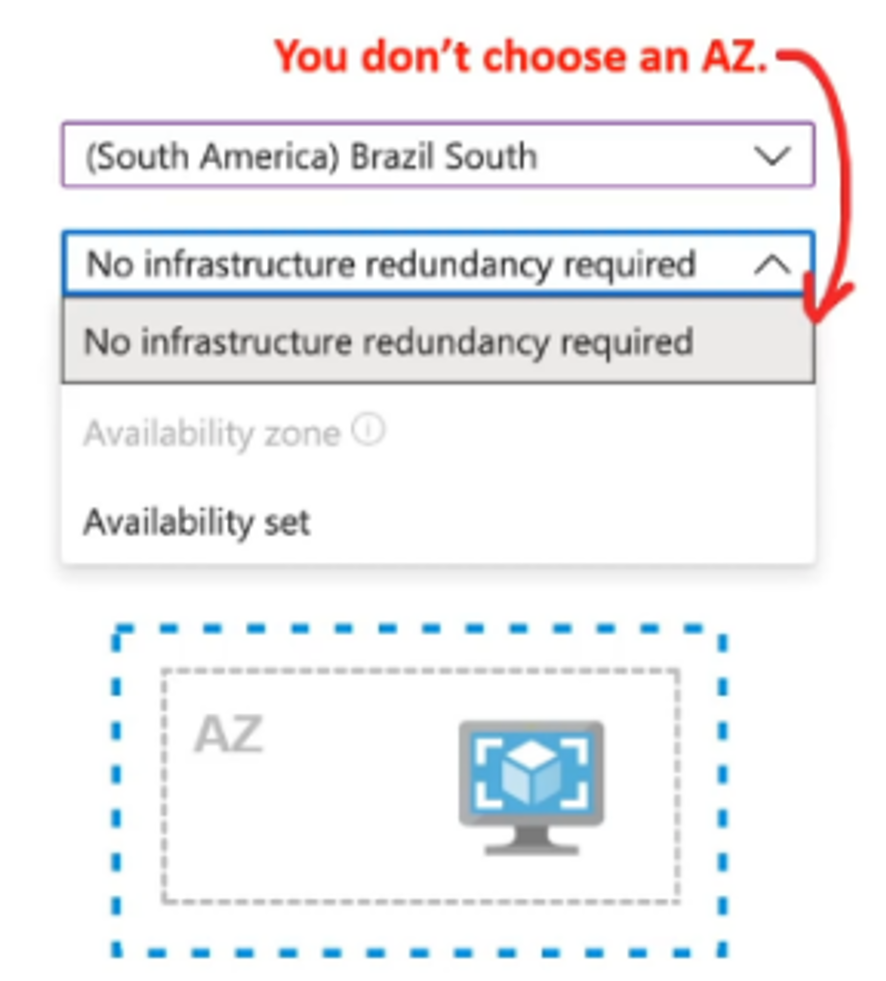 You don't choose an AZ.
(South America) Brazil South
No infrastructure redundancy required
No infrastructure redundancy required
Availability zone
Availability set
AZ